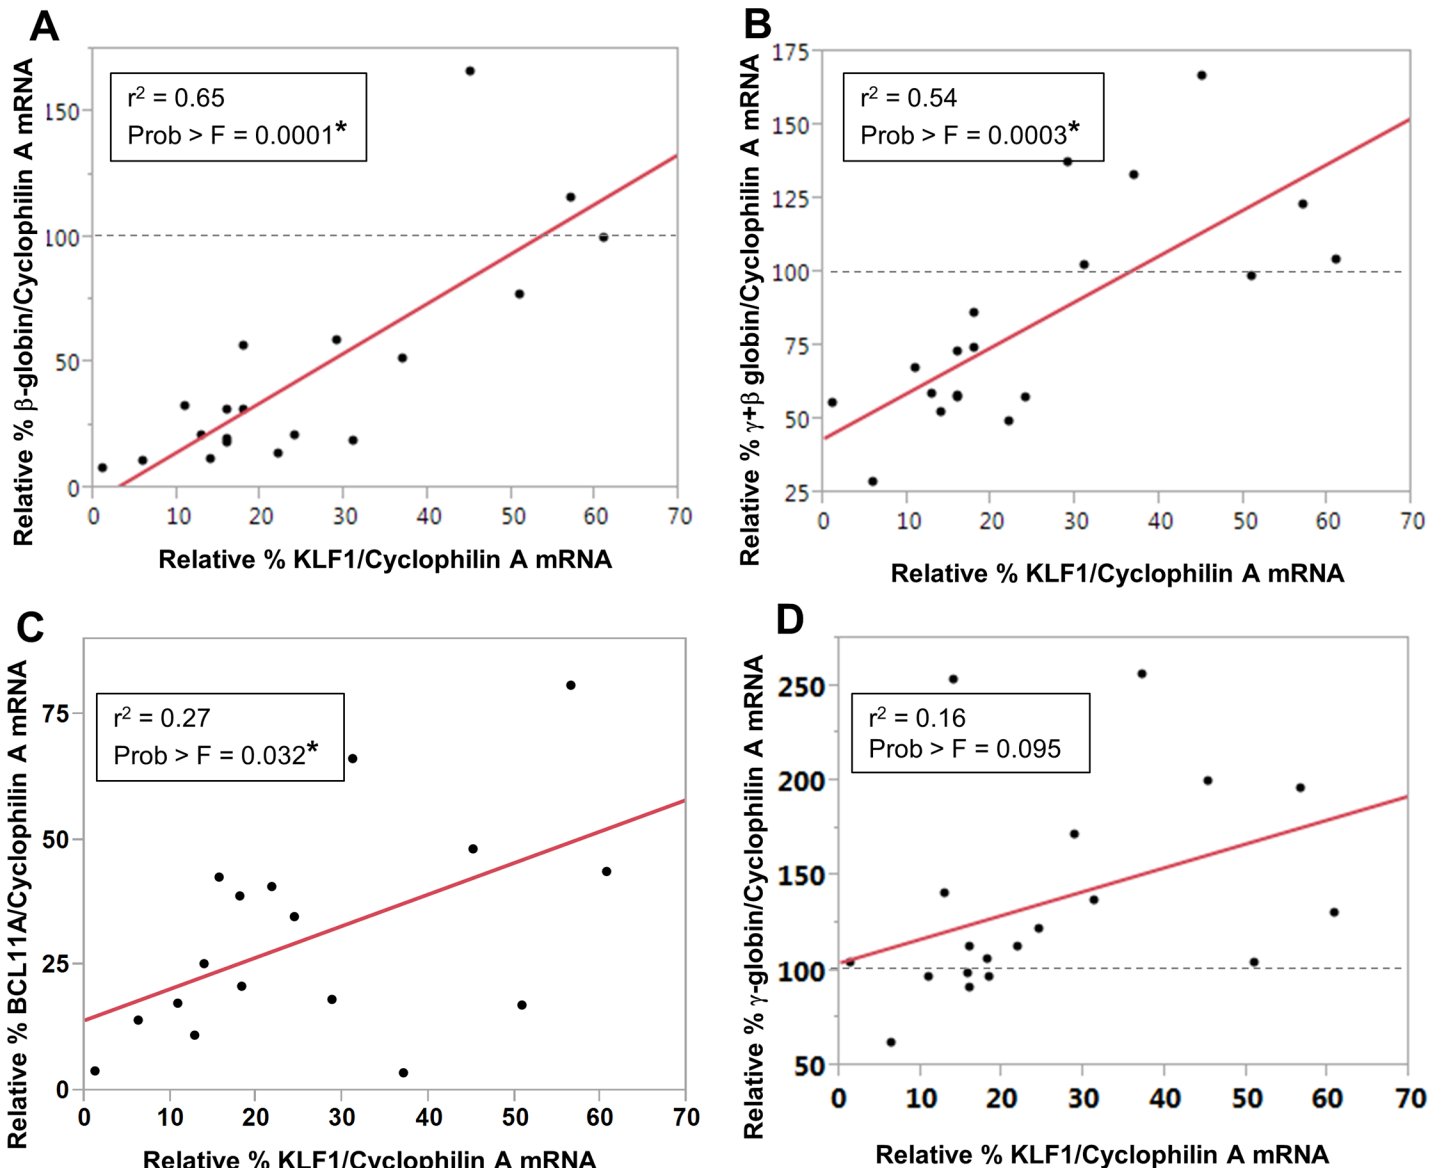 A
Relative % β-globin/Cyclophilin A mRNA
r² = 0.65
Prob > F = 0.0001*
150
100
50
0
0 10 20 30 40 50 60 70
Relative % KLF1/Cyclophilin A mRNA
B
Relative % γ+β globin/Cyclophilin A mRNA
r² = 0.54
Prob > F = 0.0003*
175
150
125
100
75
50
25
0 10 20 30 40 50 60 70
Relative % KLF1/Cyclophilin A mRNA
C
Relative % BCL11A/Cyclophilin A mRNA
r² = 0.27
Prob > F = 0.032*
75
50
25
0
0 10 20 30 40 50 60 70
Relative % KLF1/Cyclophilin A mRNA
D
Relative % γ-globin/Cyclophilin A mRNA
r² = 0.16
Prob > F = 0.095
250
200
150
100
50
0 10 20 30 40 50 60 70
Relative % KLF1/Cyclophilin A mRNA